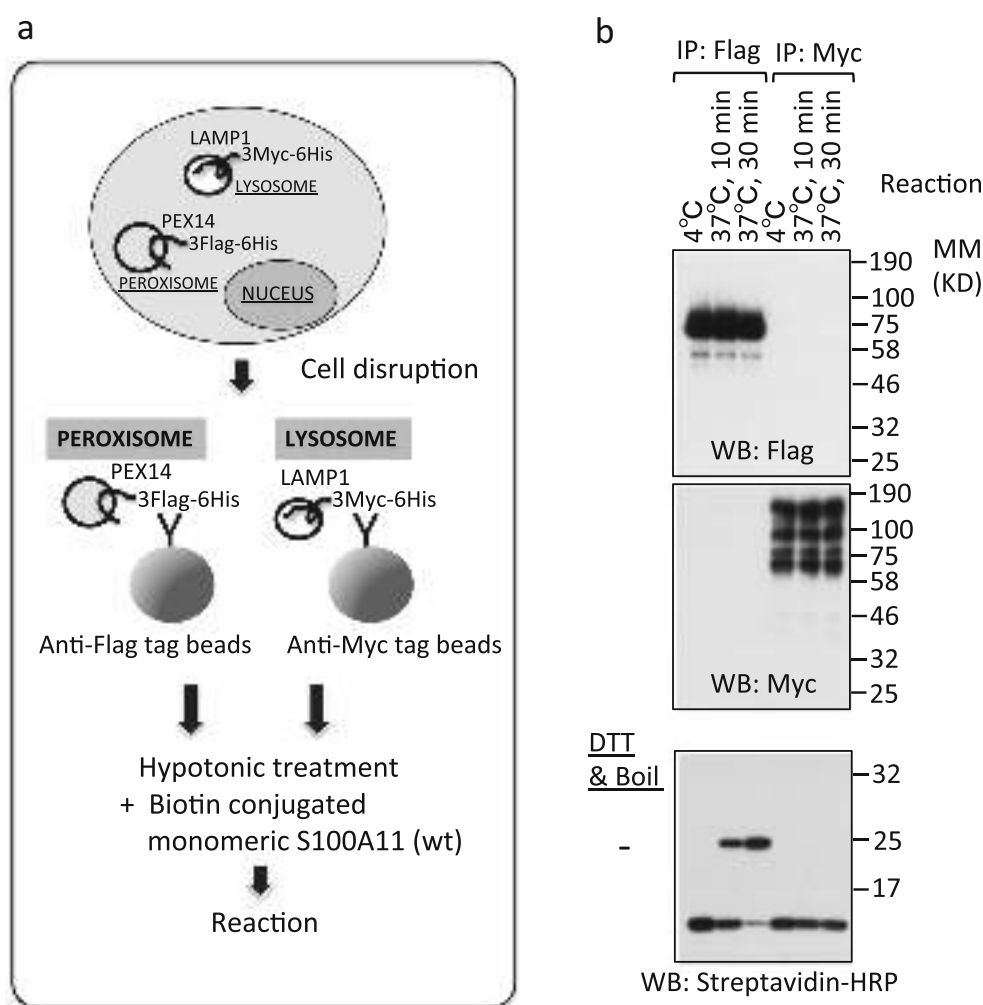 a
LAMP1
3Myc-6His
LYSOSOME
PEX14
3Flag-6His
PEROXISOME
NUCEUS
Cell disruption
PEROXISOME
LYSOSOME
PEX14
3Flag-6His
LAMP1
3Myc-6His
Anti-Flag tag beads
Anti-Myc tag beads
Hypotonic treatment
+ Biotin conjugated
monomeric S100A11 (wt)
Reaction
b
IP: Flag
IP: Myc
4°C
37°C, 10 min
37°C, 30 min
4°C
37°C, 10 min
37°C, 30 min
Reaction
MM
(KD)
190
100
75
58
46
32
25
WB: Flag
190
100
75
58
46
32
25
WB: Myc
DTT
& Boil
-
32
25
17
WB: Streptavidin-HRP